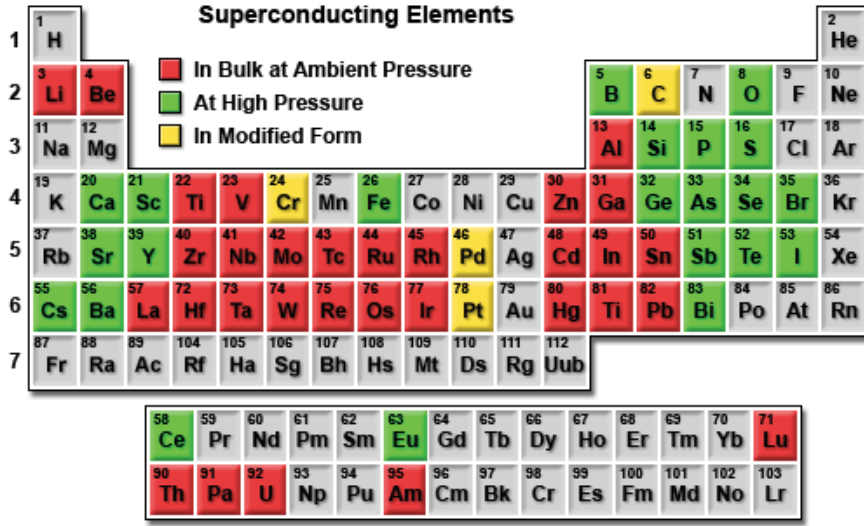 Superconducting Elements
In Bulk at Ambient Pressure
At High Pressure
In Modified Form
1 2
1 H He
3 4 5 6 7 8 9 10
2 Li Be B C N O F Ne
11 12 13 14 15 16 17 18
3 Na Mg Al Si P S Cl Ar
19 20 21 22 23 24 25 26 27 28 29 30 31 32 33 34 35 36
4 K Ca Sc Ti V Cr Mn Fe Co Ni Cu Zn Ga Ge As Se Br Kr
37 38 39 40 41 42 43 44 45 46 47 48 49 50 51 52 53 54
5 Rb Sr Y Zr Nb Mo Tc Ru Rh Pd Ag Cd In Sn Sb Te I Xe
55 56 57 72 73 74 75 76 77 78 79 80 81 82 83 84 85 86
6 Cs Ba La Hf Ta W Re Os Ir Pt Au Hg Ti Pb Bi Po At Rn
87 88 89 104 105 106 107 108 109 110 111 112
7 Fr Ra Ac Rf Ha Sg Bh Hs Mt Ds Rg Uub
58 59 60 61 62 63 64 65 66 67 68 69 70 71
Ce Pr Nd Pm Sm Eu Gd Tb Dy Ho Er Tm Yb Lu
90 91 92 93 94 95 96 97 98 99 100 101 102 103
Th Pa U Np Pu Am Cm Bk Cr Es Fm Md No Lr